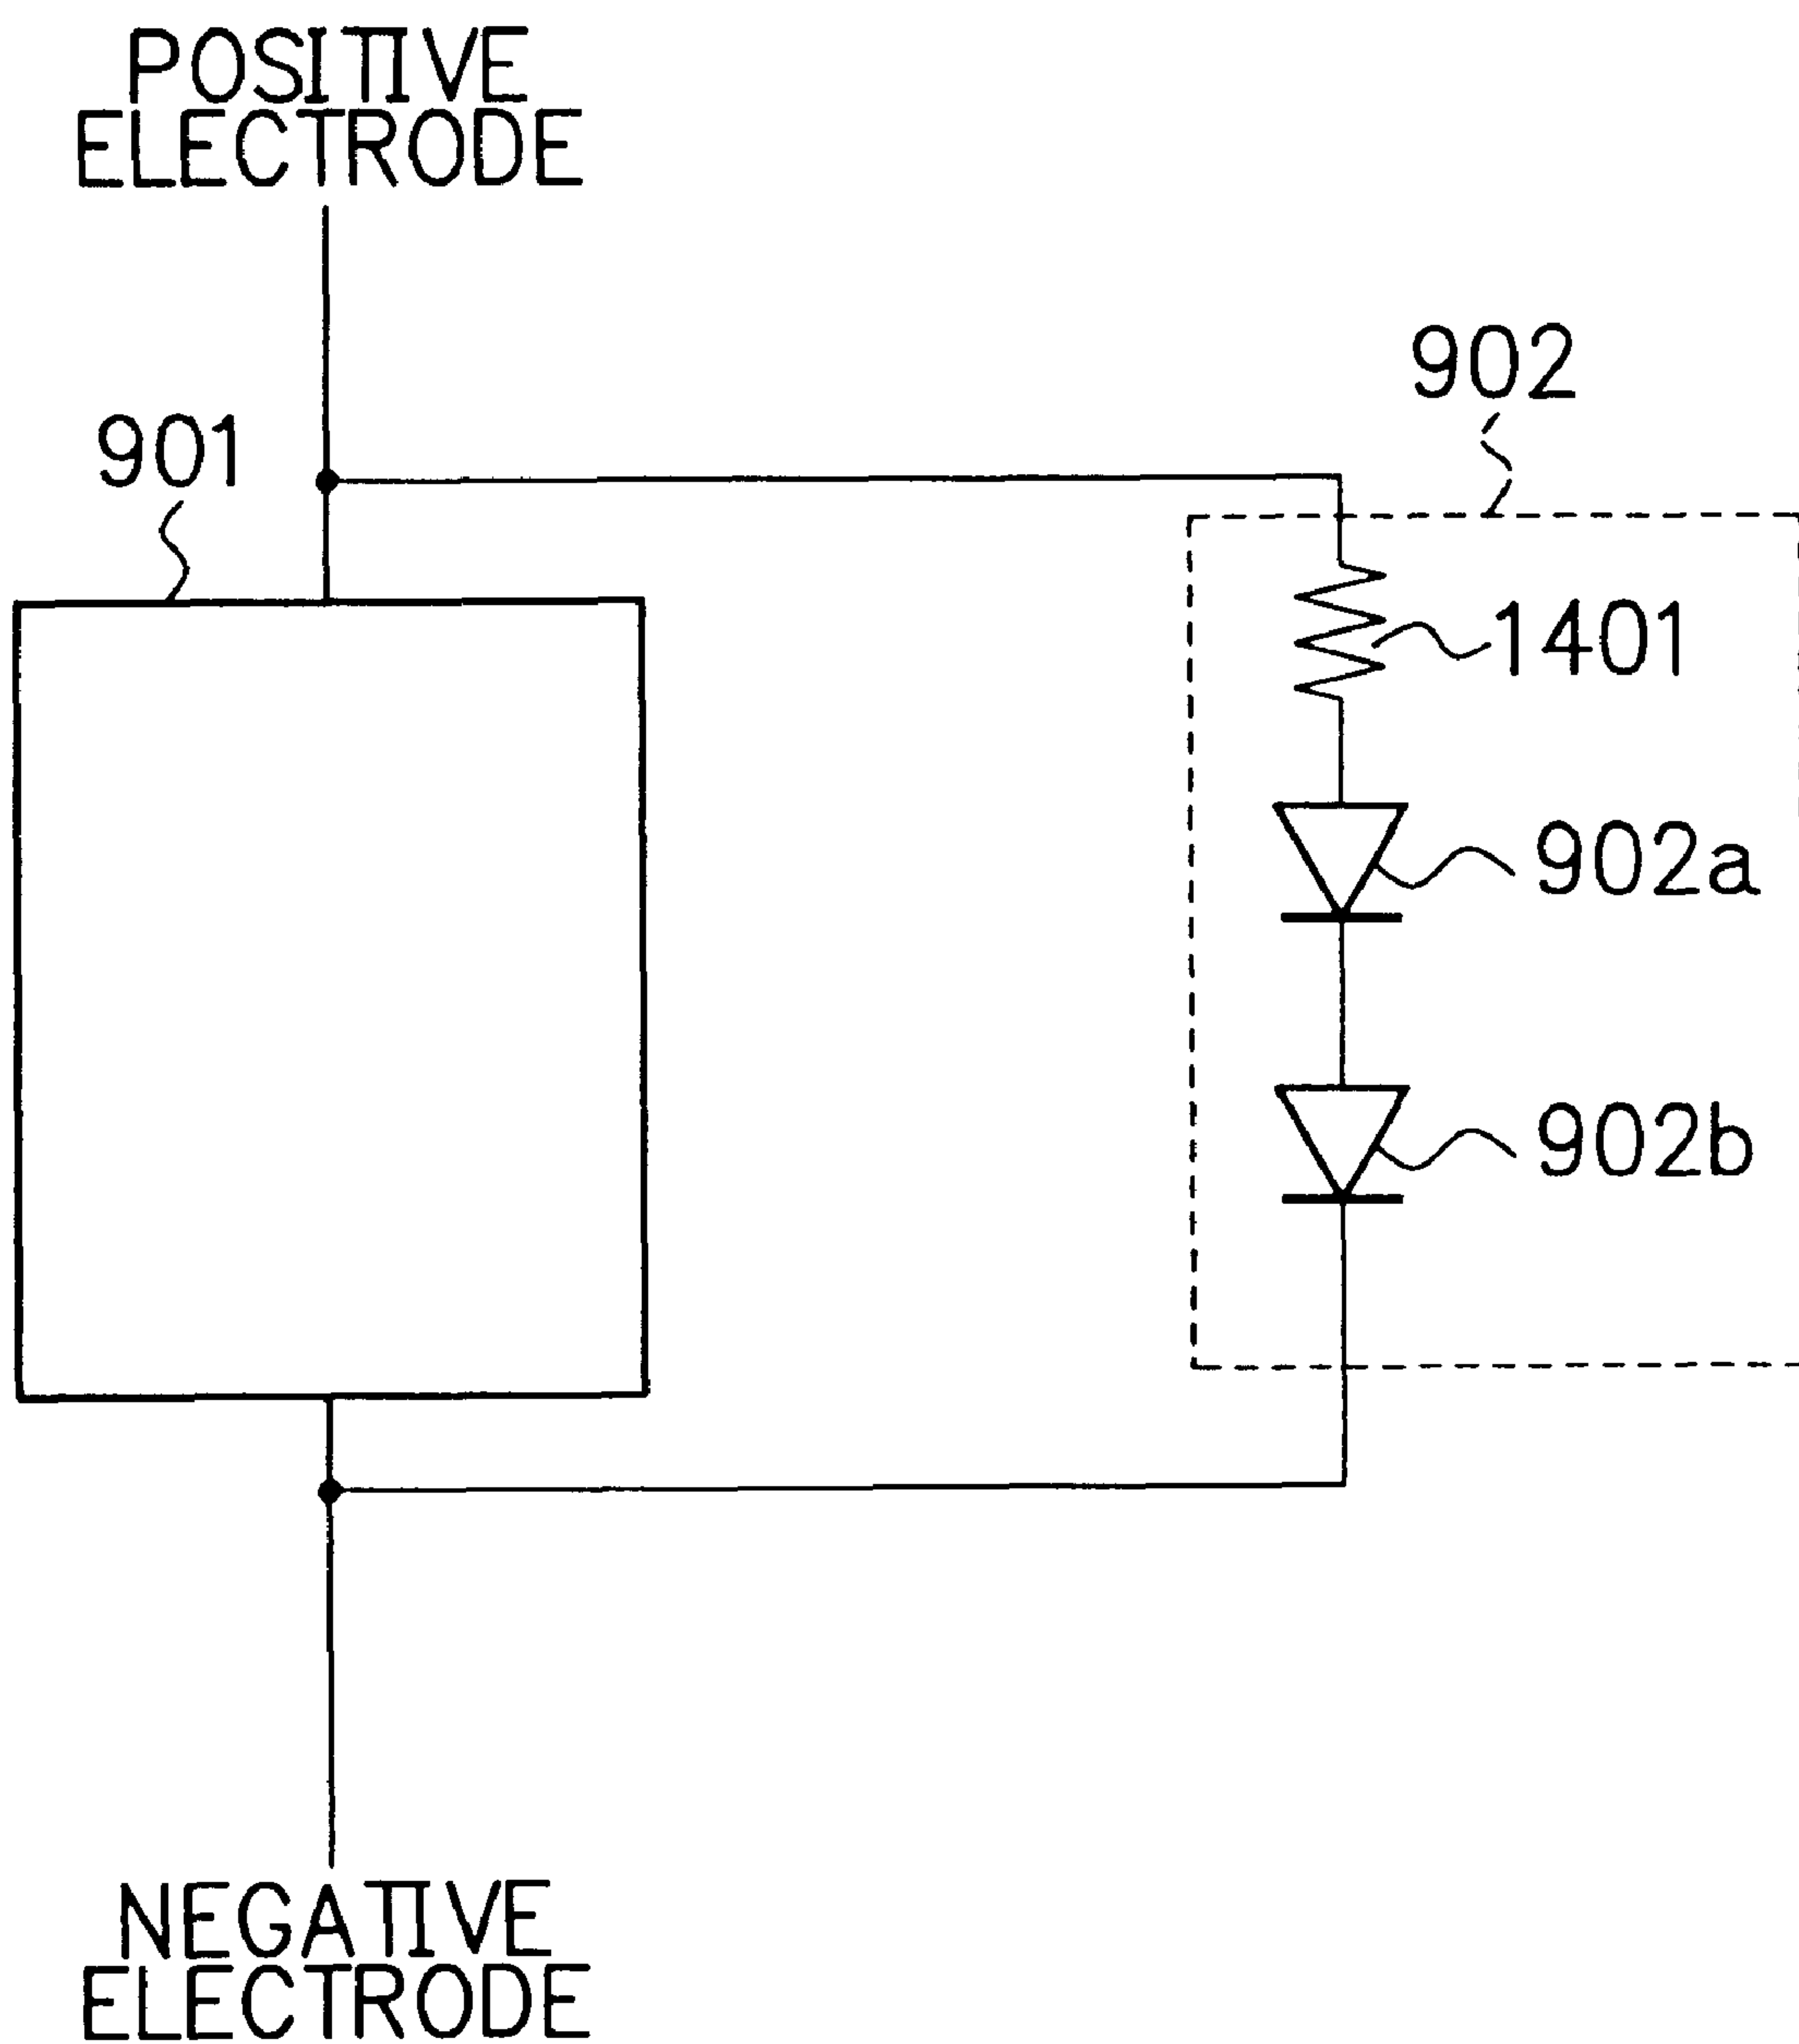 POSITIVE
ELECTRODE
902
901
1401
902a
902b
NEGATIVE
ELECTRODE